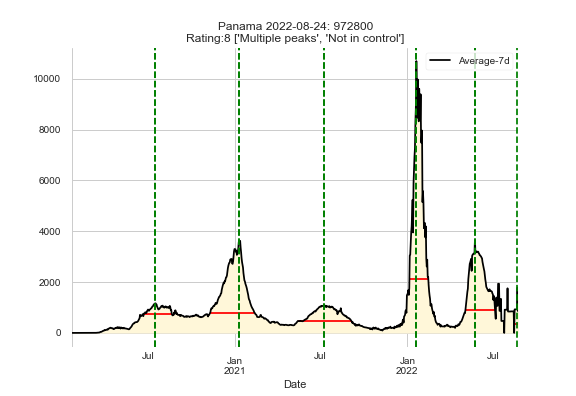 Panama 2022-08-24: 972800
Rating:8 ['Multiple peaks', 'Not in control']
Average-7d
10000
8000
6000
4000
2000
0
Jul
Jan
2021
Jul
Jan
2022
Jul
Date